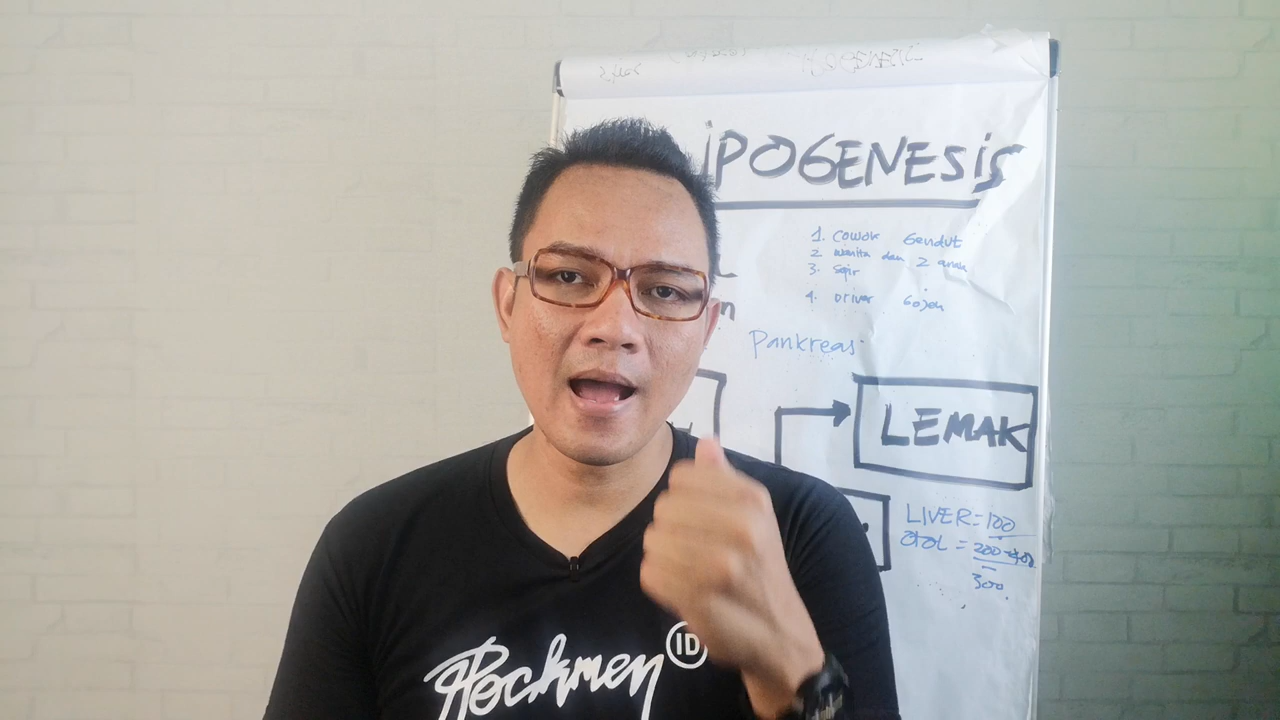 IPOGENESIS
1. Cowok Gendut
2 Wanita dan 2 anak
3. Sopir
4. Driver Gojek
Pankreas
LEMAK
LIVER = 100
OtOt = 200-400
300
Rockmen ID